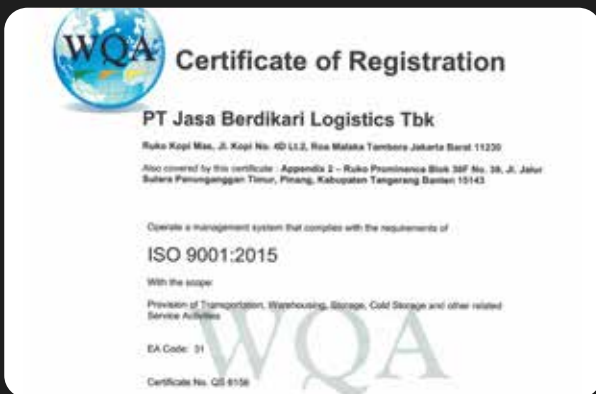 WQA
Certificate of Registration
PT Jasa Berdikari Logistics Tbk
Ruko Kopi Mas, Jl. Kopi No. 4D Lt.2, Roa Malaka Tambora Jakarta Barat 11230
Also covered by this certificate : Appendix 2 – Ruko Prominence Blok 38F No. 39, Jl. Jalur
Sutera Panunganggan Timur, Pinang, Kabupaten Tangerang Banten 15143
Operate a management system that complies with the requirements of
ISO 9001:2015
With the scope:
Provision of Transportation, Warehousing, Storage, Cold Storage and other related
Service Activities
WQA
EA Code: 31
Certificate No. QS 6156